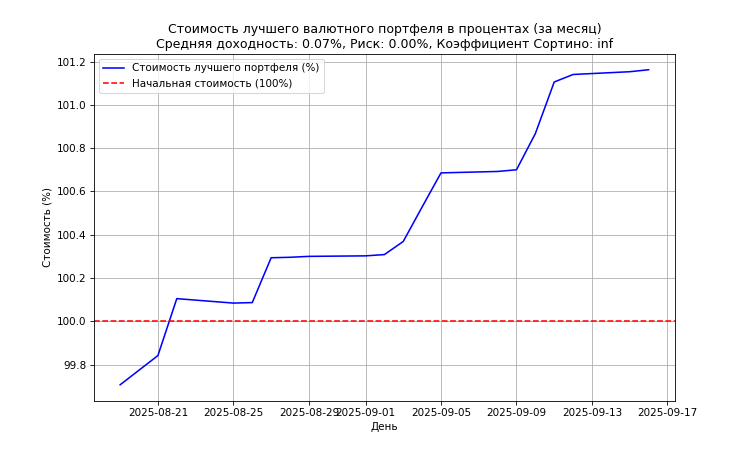 Стоимость лучшего валютного портфеля в процентах (за месяц)
Средняя доходность: 0.07%, Риск: 0.00%, Коэффициент Сортино: inf
Стоимость лучшего портфеля (%)
Начальная стоимость (100%)
Стоимость (%)
101.2
101.0
100.8
100.6
100.4
100.2
100.0
99.8
2025-08-21 2025-08-25 2025-08-29 2025-09-01 2025-09-05 2025-09-09 2025-09-13 2025-09-17
День